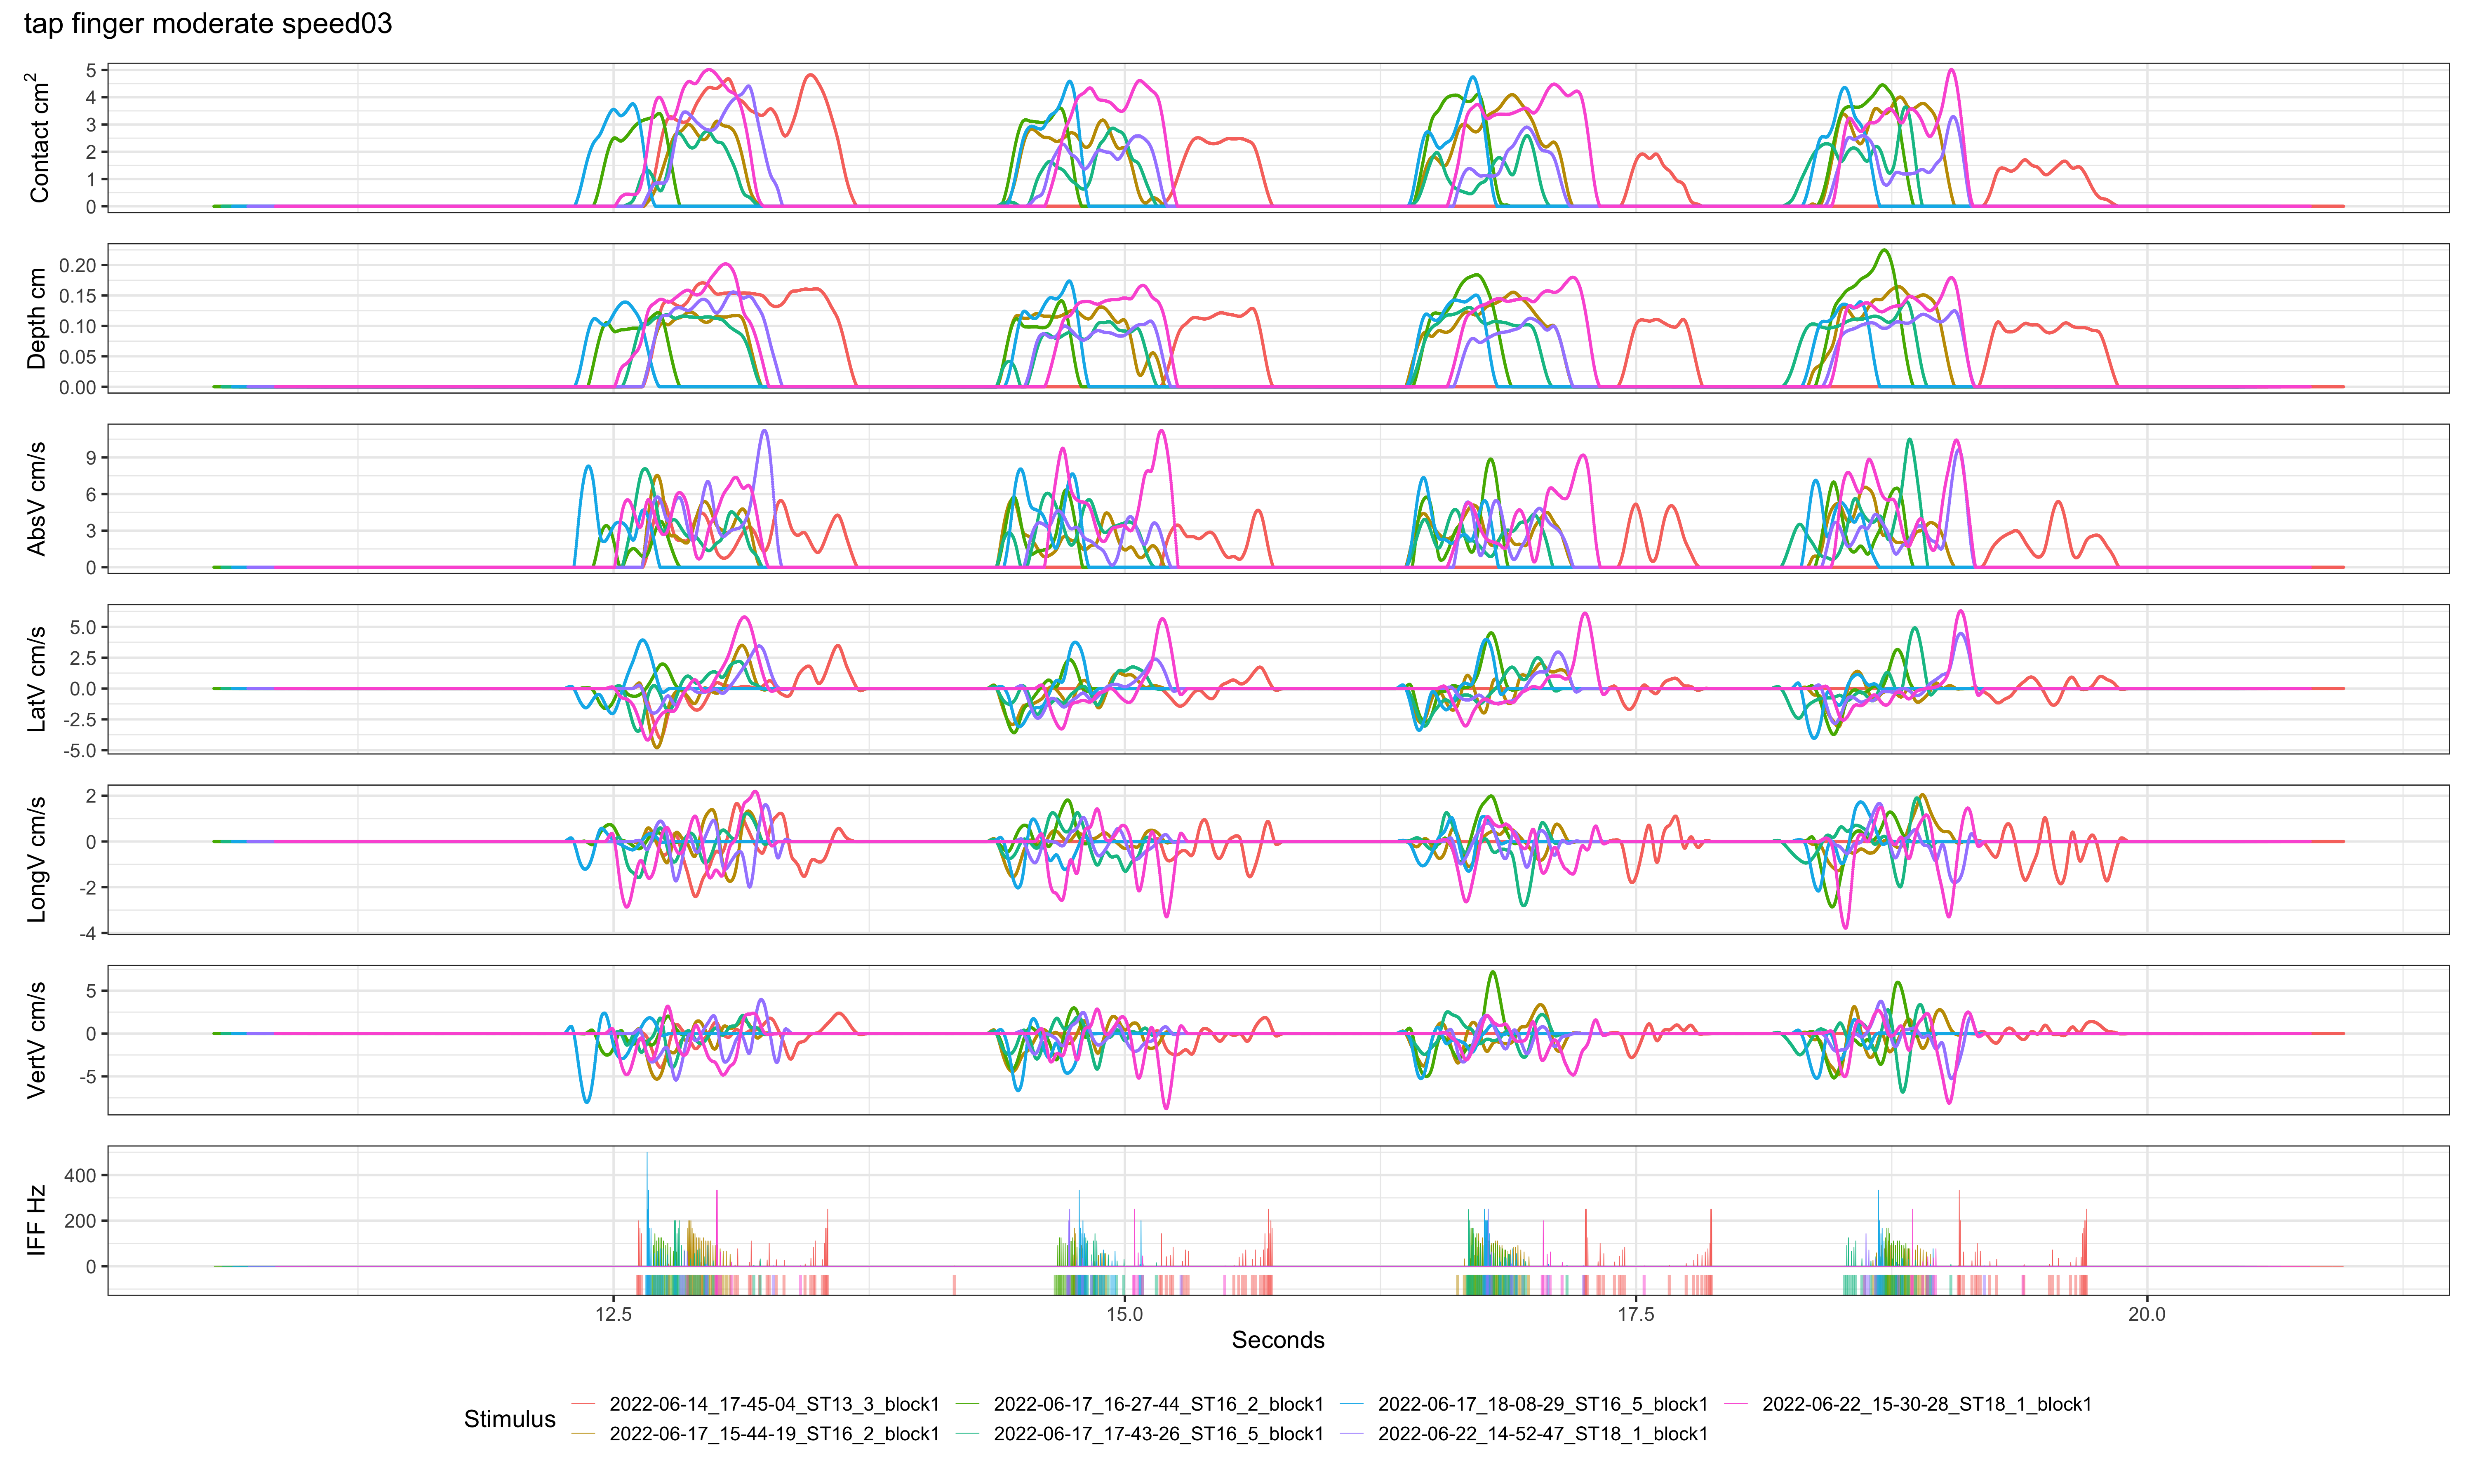 tap finger moderate speed03
Contact cm²
5
4
3
2
1
0
Depth cm
0.20
0.15
0.10
0.05
0.00
AbsV cm/s
9
6
3
0
LatV cm/s
5.0
2.5
0.0
-2.5
-5.0
LongV cm/s
2
0
-2
-4
VertV cm/s
5
0
-5
IFF Hz
400
200
0
12.5 15.0 17.5 20.0
Seconds
Stimulus
2022-06-14_17-45-04_ST13_3_block1 2022-06-17_16-27-44_ST16_2_block1 2022-06-17_18-08-29_ST16_5_block1 2022-06-22_15-30-28_ST18_1_block1
2022-06-17_15-44-19_ST16_2_block1 2022-06-17_17-43-26_ST16_5_block1 2022-06-22_14-52-47_ST18_1_block1